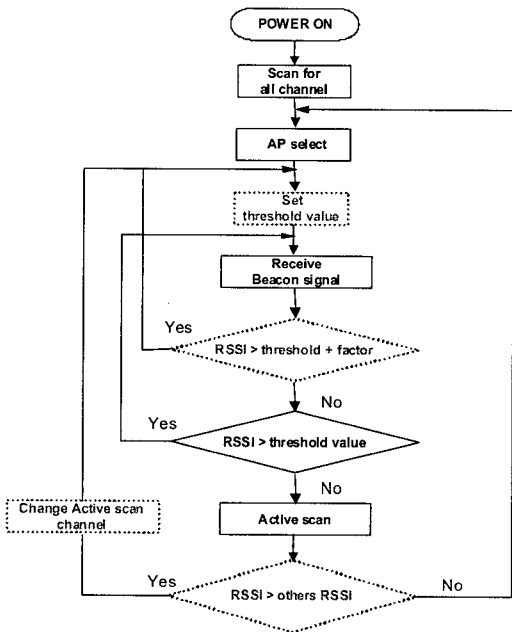 POWER ON
Scan for
all channel
AP select
Set
threshold value
Receive
Beacon signal
Yes
RSSI > threshold + factor
No
Yes
RSSI > threshold value
No
Change Active scan
channel
Active scan
Yes
RSSI > others RSSI
No